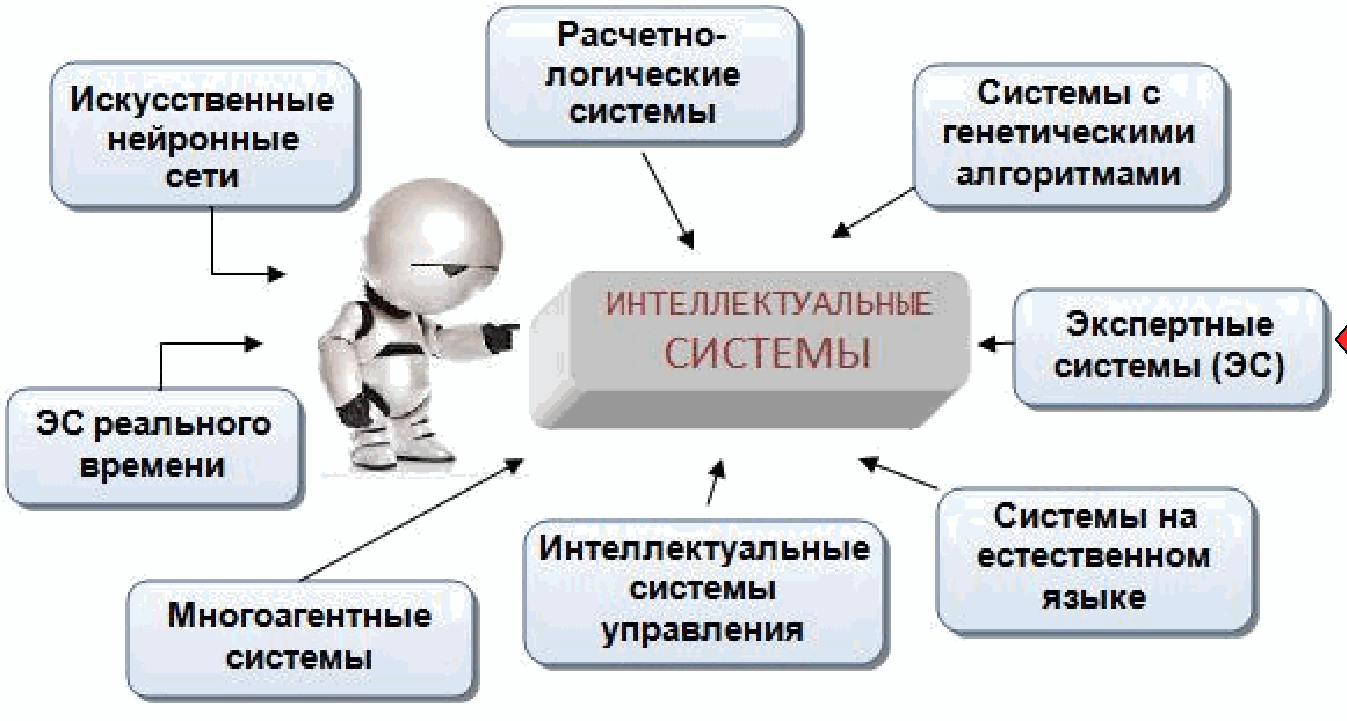 Расчетно-
логические
системы
Искусственные
нейронные
сети
Системы с
генетическими
алгоритмами
ИНТЕЛЛЕКТУАЛЬНЫЕ
СИСТЕМЫ
Экспертные
системы (ЭС)
ЭС реального
времени
Системы на
естественном
языке
Интеллектуальные
системы
управления
Многоагентные
системы